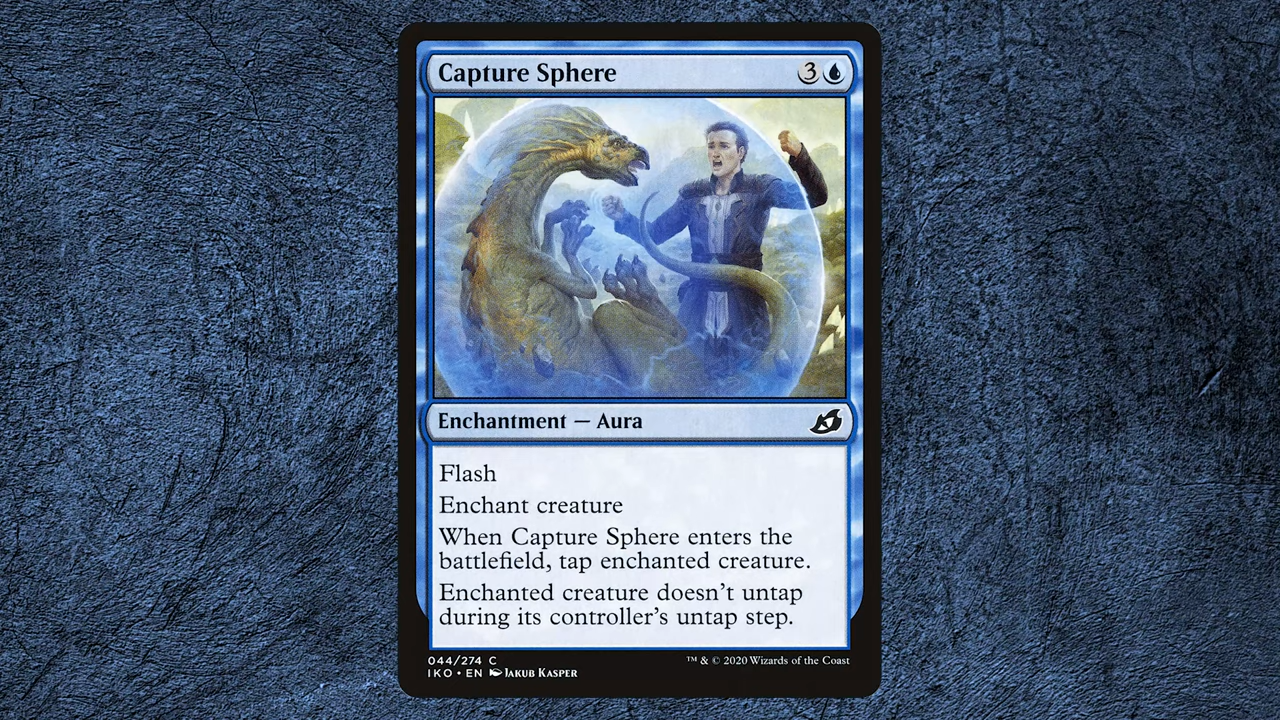 Capture Sphere 3
Enchantment — Aura
Flash
Enchant creature
When Capture Sphere enters the
battlefield, tap enchanted creature.
Enchanted creature doesn't untap
during its controller's untap step.
044/274 C
IKO • EN Jakub Kasper
™ & © 2020 Wizards of the Coast